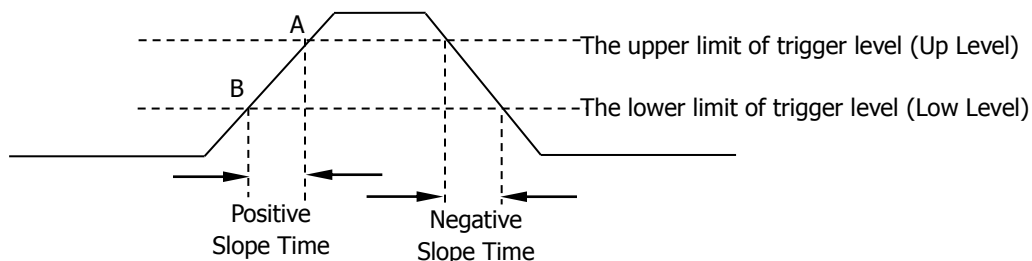 A
The upper limit of trigger level (Up Level)
B
The lower limit of trigger level (Low Level)
Positive
Slope Time
Negative
Slope Time